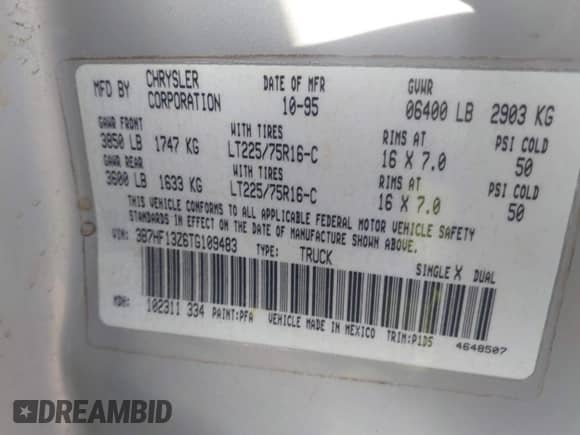 MFD BY CHRYSLER CORPORATION DATE OF MFR 10-95 GVWR 06400 LB 2903 KG
GAWR FRONT WITH TIRES RIMS AT PSI COLD
3850 LB 1747 KG LT225/75R16-C 16 X 7.0 50
GAWR REAR WITH TIRES RIMS AT PSI COLD
3600 LB 1633 KG LT225/75R16-C 16 X 7.0 50
THIS VEHICLE CONFORMS TO ALL APPLICABLE FEDERAL MOTOR VEHICLE SAFETY
STANDARDS IN EFFECT ON THE DATE OF MANUFACTURE SHOWN ABOVE.
VIN: 3B7HF13Z6TG109483 TYPE: TRUCK SINGLE X DUAL
MDH: 102311 334 PAINT:PFA VEHICLE MADE IN MEXICO TRIM:P1D5
4648507
DREAMBID